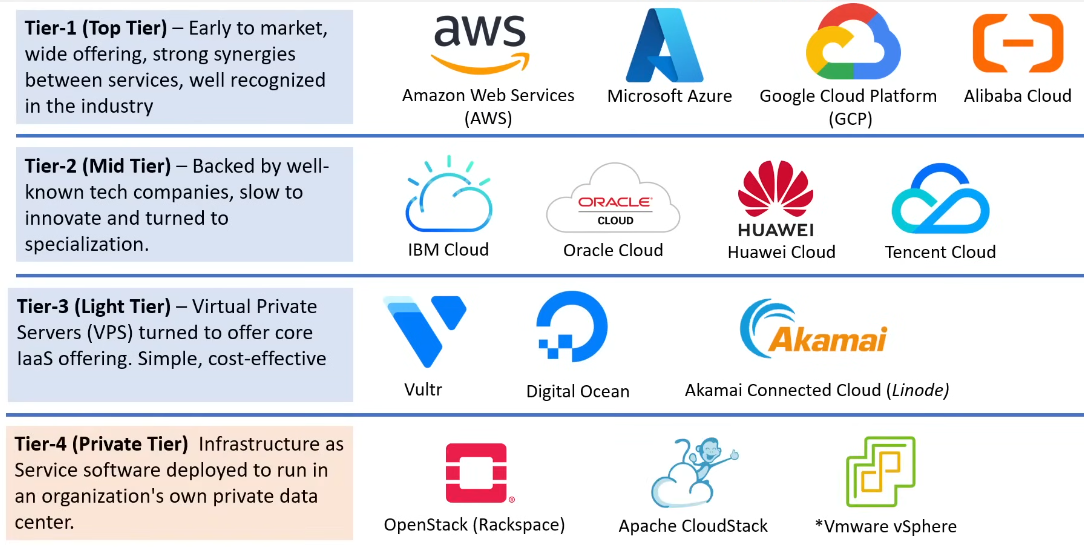 Tier-1 (Top Tier) – Early to market,
wide offering, strong synergies
between services, well recognized
in the industry
aws
Amazon Web Services
(AWS)
Microsoft Azure
Google Cloud Platform
(GCP)
Alibaba Cloud
Tier-2 (Mid Tier) – Backed by well-
known tech companies, slow to
innovate and turned to
specialization.
IBM Cloud
ORACLE
CLOUD
Oracle Cloud
HUAWEI
Huawei Cloud
Tencent Cloud
Tier-3 (Light Tier) – Virtual Private
Servers (VPS) turned to offer core
IaaS offering. Simple, cost-effective
Vultr
Digital Ocean
Akamai
Akamai Connected Cloud (Linode)
Tier-4 (Private Tier) Infrastructure as
Service software deployed to run in
an organization's own private data
center.
OpenStack (Rackspace)
Apache CloudStack
*Vmware vSphere